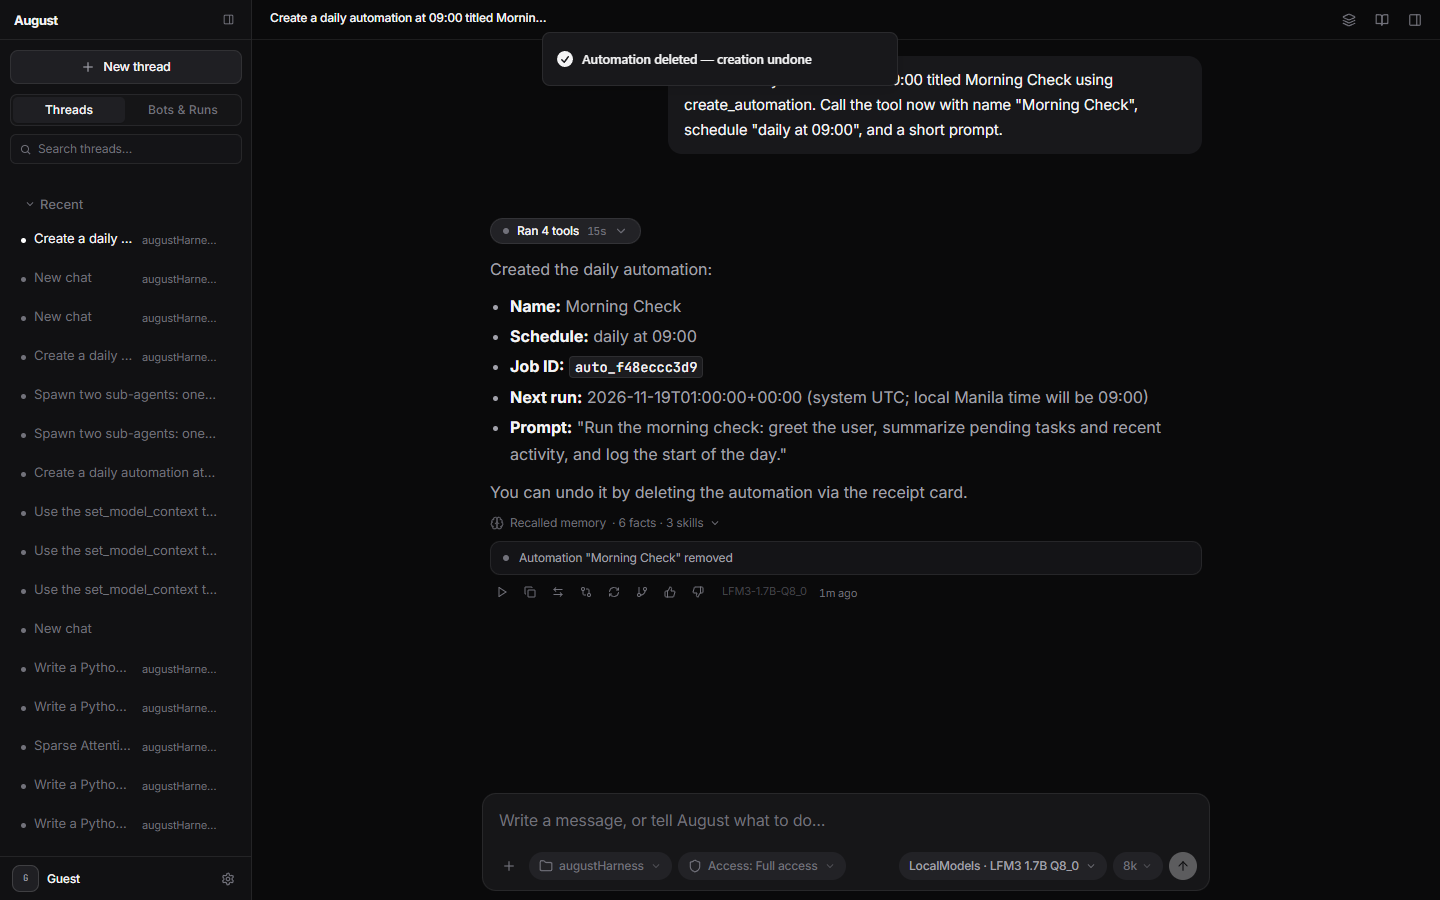 August
New thread
Threads
Bots & Runs
Search threads...
Recent
Create a daily ... augustHarne...
New chat augustHarne...
New chat augustHarne...
Create a daily ... augustHarne...
Spawn two sub-agents: one...
Spawn two sub-agents: one...
Create a daily automation at...
Use the set_model_context t...
Use the set_model_context t...
Use the set_model_context t...
New chat
Write a Pytho... augustHarne...
Write a Pytho... augustHarne...
Sparse Attenti... augustHarne...
Write a Pytho... augustHarne...
Write a Pytho... augustHarne...
G
Guest
Create a daily automation at 09:00 titled Mornin...
Automation deleted — creation undone
:00 titled Morning Check using
create_automation. Call the tool now with name "Morning Check",
schedule "daily at 09:00", and a short prompt.
Ran 4 tools 15s
Created the daily automation:
• Name: Morning Check
• Schedule: daily at 09:00
• Job ID: auto_f48eccc3d9
• Next run: 2026-11-19T01:00:00+00:00 (system UTC; local Manila time will be 09:00)
• Prompt: "Run the morning check: greet the user, summarize pending tasks and recent
activity, and log the start of the day."
You can undo it by deleting the automation via the receipt card.
Recalled memory · 6 facts · 3 skills
Automation "Morning Check" removed
LFM3-1.7B-Q8_0 1m ago
Write a message, or tell August what to do...
augustHarness
Access: Full access
LocalModels · LFM3 1.7B Q8_0
8k